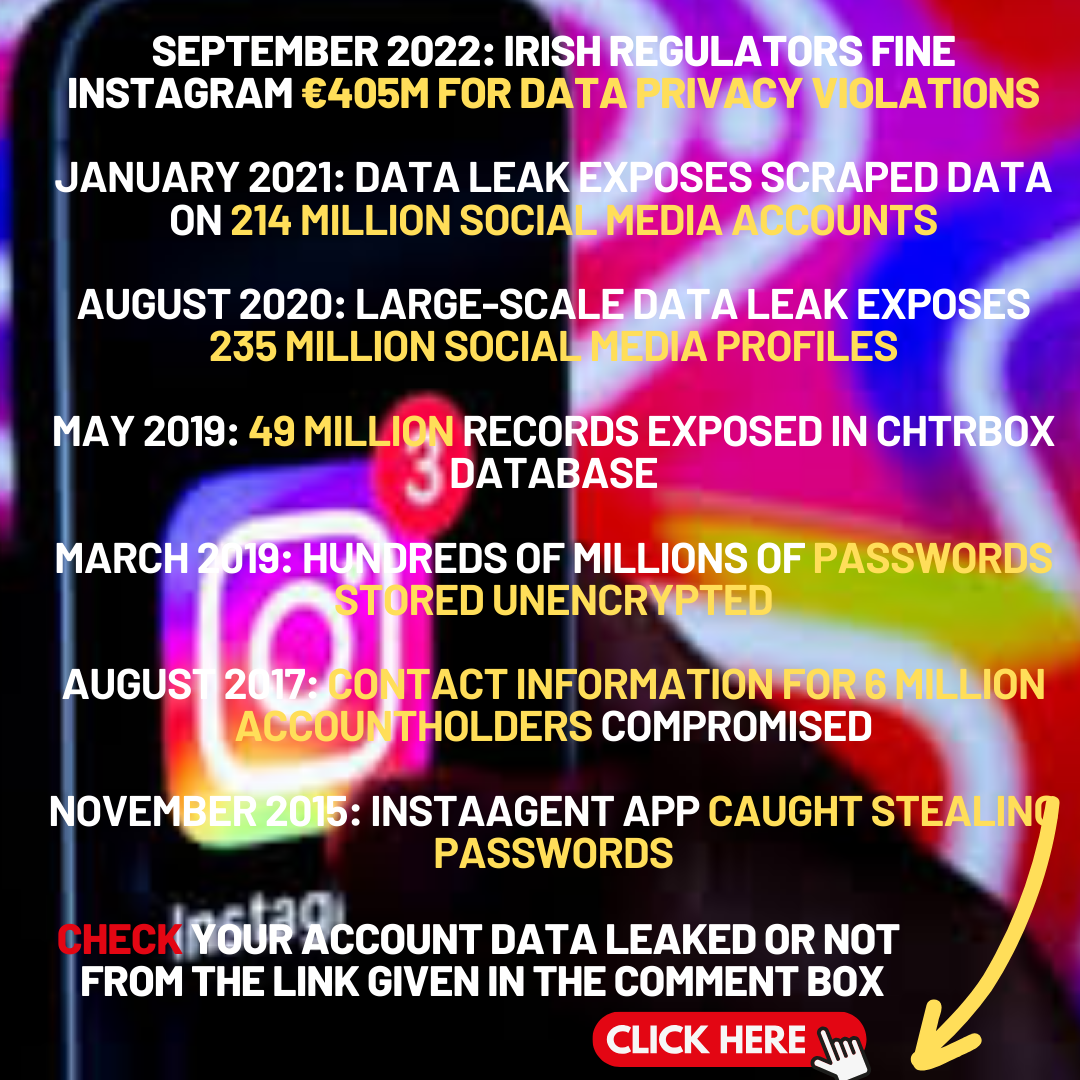 SEPTEMBER 2022: IRISH REGULATORS FINE
INSTAGRAM €405M FOR DATA PRIVACY VIOLATIONS
JANUARY 2021: DATA LEAK EXPOSES SCRAPED DATA
ON 214 MILLION SOCIAL MEDIA ACCOUNTS
AUGUST 2020: LARGE-SCALE DATA LEAK EXPOSES
235 MILLION SOCIAL MEDIA PROFILES
MAY 2019: 49 MILLION RECORDS EXPOSED IN CHTRBOX
DATABASE
3
MARCH 2019: HUNDREDS OF MILLIONS OF PASSWORDS
STORED UNENCRYPTED
AUGUST 2017: CONTACT INFORMATION FOR 6 MILLION
ACCOUNTHOLDERS COMPROMISED
NOVEMBER 2015: INSTAAGENT APP CAUGHT STEALING
PASSWORDS
Instag
CHECK YOUR ACCOUNT DATA LEAKED OR NOT
FROM THE LINK GIVEN IN THE COMMENT BOX
CLICK HERE